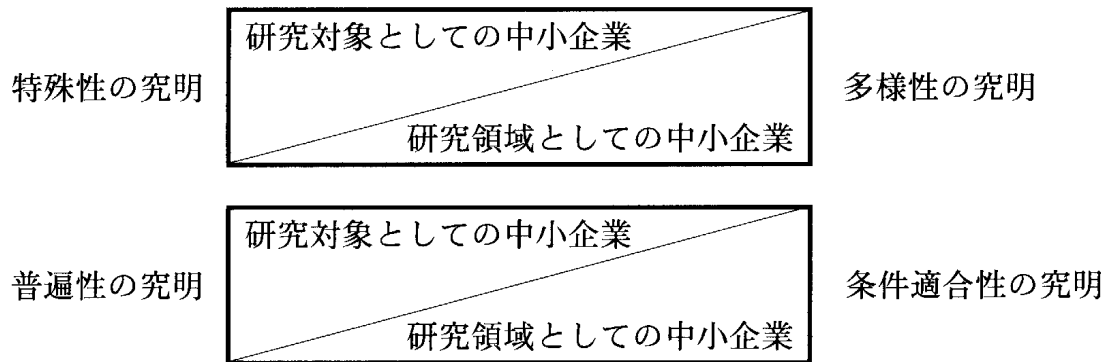 研究対象としての中小企業
特殊性の究明
多様性の究明
研究領域としての中小企業
研究対象としての中小企業
普遍性の究明
条件適合性の究明
研究領域としての中小企業